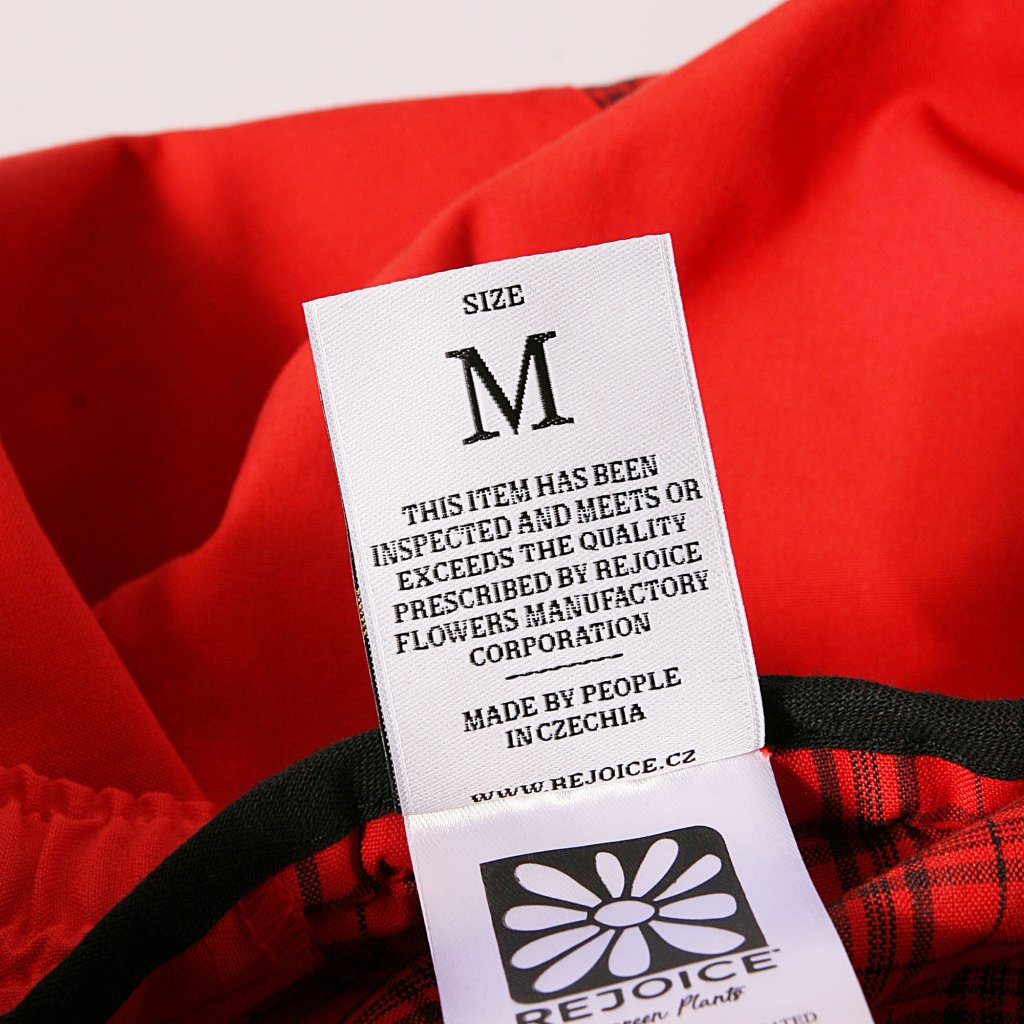 SIZE
M
THIS ITEM HAS BEEN
INSPECTED AND MEETS OR
EXCEEDS THE QUALITY
PRESCRIBED BY REJOICE
FLOWERS MANUFACTORY
CORPORATION
MADE BY PEOPLE
IN CZECHIA
WWW.REJOICE.CZ
REJOICE
Plants